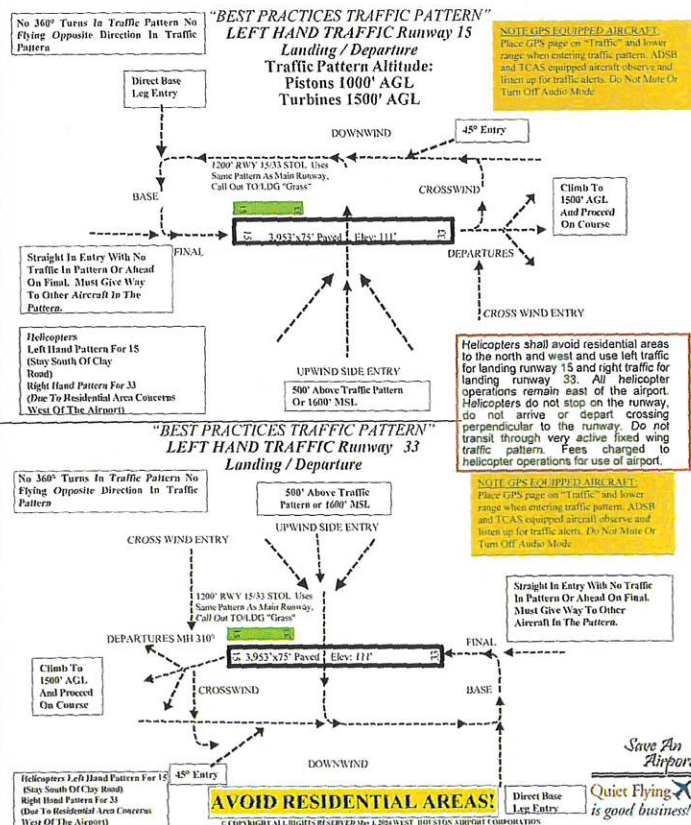 No 360° Turns In Traffic Pattern No
Flying Opposite Direction In Traffic
Pattern
"BEST PRACTICES TRAFFIC PATTERN"
LEFT HAND TRAFFIC Runway 15
Landing / Departure
Traffic Pattern Altitude:
Pistons 1000' AGL
Turbines 1500' AGL
NOTE GPS EQUIPPED AIRCRAFT:
Place GPS page on "Traffic" and lower
range when entering traffic pattern. ADSB
and TCAS equipped aircraft observe and
listen up for traffic alerts. Do Not Mute Or
Turn Off Audio Mode
Direct Base
Leg Entry
DOWNWIND
45° Entry
1200' RWY 15/33 STOL Uses
Same Pattern As Main Runway,
Call Out TO/LDG "Grass"
BASE
CROSSWIND
Climb To
1500' AGL
And Proceed
On Course
15
33
15
3,953'x75' Paved Elev: 111'
33
FINAL
DEPARTURES
Straight In Entry With No
Traffic In Pattern Or Ahead
On Final. Must Give Way
To Other Aircraft In The
Pattern.
CROSS WIND ENTRY
Helicopters
Left Hand Pattern For 15
(Stay South Of Clay
Road)
Right Hand Pattern For 33
(Due To Residential Area Concerns
West Of The Airport)
UPWIND SIDE ENTRY
500' Above Traffic Pattern
Or 1600' MSL
Helicopters shall avoid residential areas
to the north and west and use left traffic
for landing runway 15 and right traffic for
landing runway 33. All helicopter
operations remain east of the airport.
Helicopters do not stop on the runway,
do not arrive or depart crossing
perpendicular to the runway. Do not
transit through very active fixed wing
traffic pattern. Fees charged to
helicopter operations for use of airport.
"BEST PRACTICES TRAFFIC PATTERN"
LEFT HAND TRAFFIC Runway 33
Landing / Departure
No 360° Turns In Traffic Pattern No
Flying Opposite Direction In Traffic
Pattern
500' Above Traffic
Pattern or 1600' MSL
NOTE GPS EQUIPPED AIRCRAFT:
Place GPS page on "Traffic" and lower
range when entering traffic pattern. ADSB
and TCAS equipped aircraft observe and
listen up for traffic alerts. Do Not Mute Or
Turn Off Audio Mode
CROSS WIND ENTRY
UPWIND SIDE ENTRY
1200' RWY 15/33 STOL Uses
Same Pattern As Main Runway,
Call Out TO/LDG "Grass"
Straight In Entry With No Traffic
In Pattern Or Ahead On Final.
Must Give Way To Other
Aircraft In The Pattern.
DEPARTURES MH 310°
15
33
FINAL
15
3,953'x75' Paved Elev: 111'
33
Climb To
1500' AGL
And Proceed
On Course
CROSSWIND
BASE
DOWNWIND
Helicopters Left Hand Pattern For 15
(Stay South Of Clay Road)
Right Hand Pattern For 33
(Due To Residential Area Concerns
West Of The Airport)
45° Entry
AVOID RESIDENTIAL AREAS!
Direct Base
Leg Entry
Save An
Airport
Quiet Flying
is good business!
© COPYRIGHT ALL RIGHTS RESERVED May 1, 2024 WEST HOUSTON AIRPORT CORPORATION